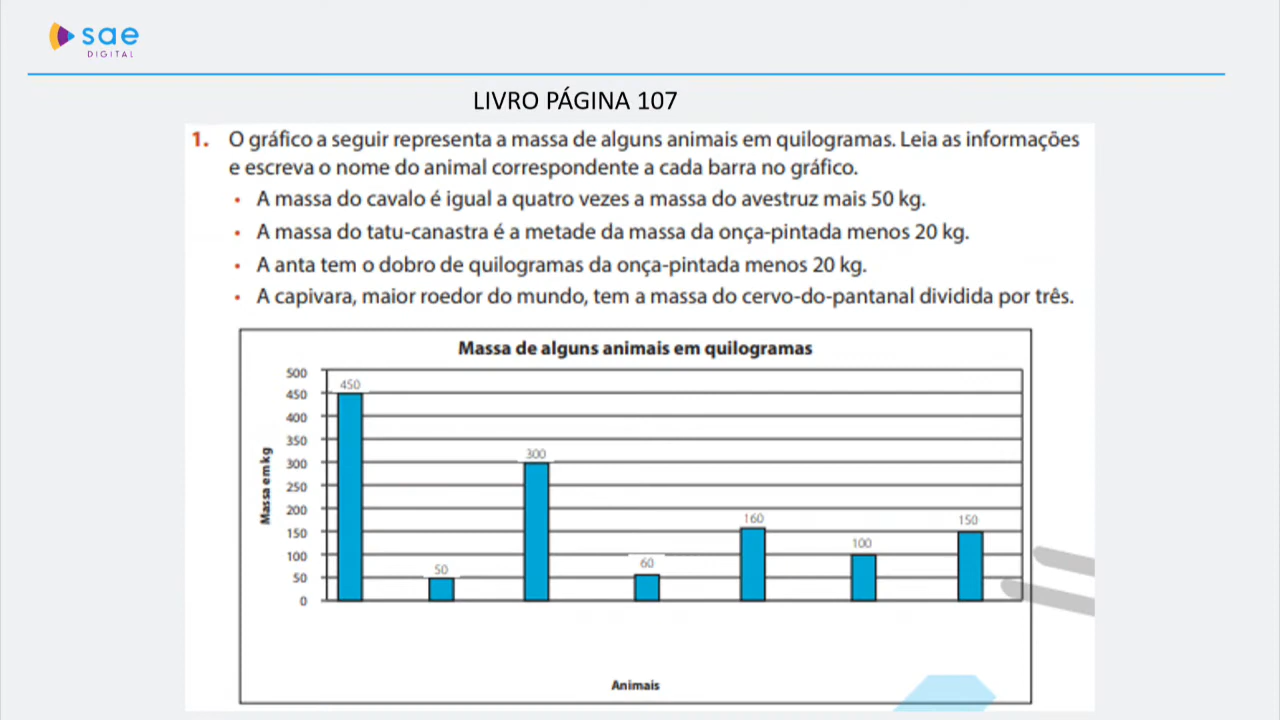 sae
DIGITAL
LIVRO PÁGINA 107
1. O gráfico a seguir representa a massa de alguns animais em quilogramas. Leia as informações
e escreva o nome do animal correspondente a cada barra no gráfico.
• A massa do cavalo é igual a quatro vezes a massa do avestruz mais 50 kg.
• A massa do tatu-canastra é a metade da massa da onça-pintada menos 20 kg.
• A anta tem o dobro de quilogramas da onça-pintada menos 20 kg.
• A capivara, maior roedor do mundo, tem a massa do cervo-do-pantanal dividida por três.
Massa de alguns animais em quilogramas
Massa em kg
500
450
400
350
300
250
200
150
100
50
0
450
50
300
60
160
100
150
Animais